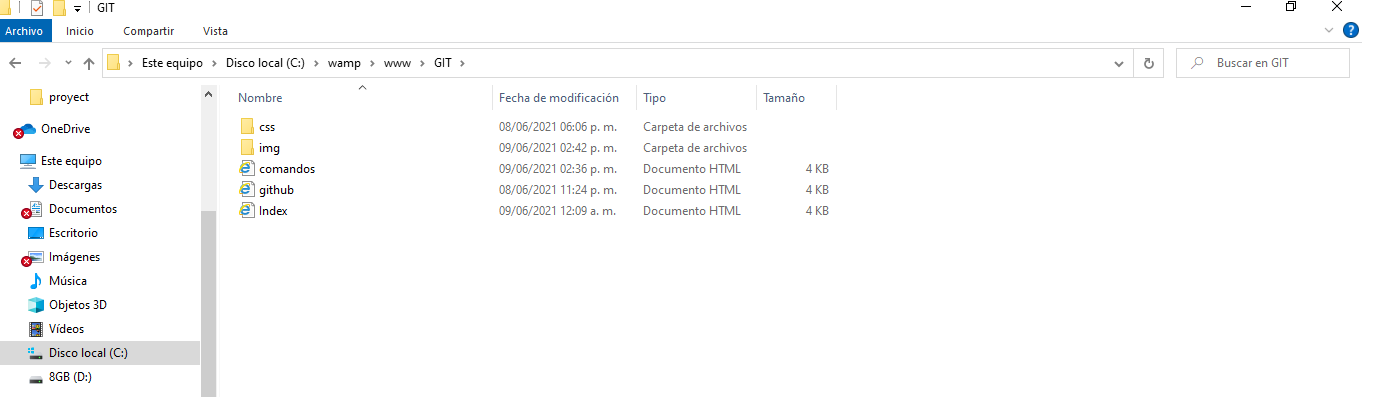 GIT
Archivo Inicio Compartir Vista
Este equipo Disco local (C:) wamp www GIT Buscar en GIT
proyect
OneDrive
Este equipo
Descargas
Documentos
Escritorio
Imágenes
Música
Objetos 3D
Vídeos
Disco local (C:)
8GB (D:)
Nombre Fecha de modificación Tipo Tamaño
css 08/06/2021 06:06 p. m. Carpeta de archivos
img 09/06/2021 02:42 p. m. Carpeta de archivos
comandos 09/06/2021 02:36 p. m. Documento HTML 4 KB
github 08/06/2021 11:24 p. m. Documento HTML 4 KB
Index 09/06/2021 12:09 a. m. Documento HTML 4 KB